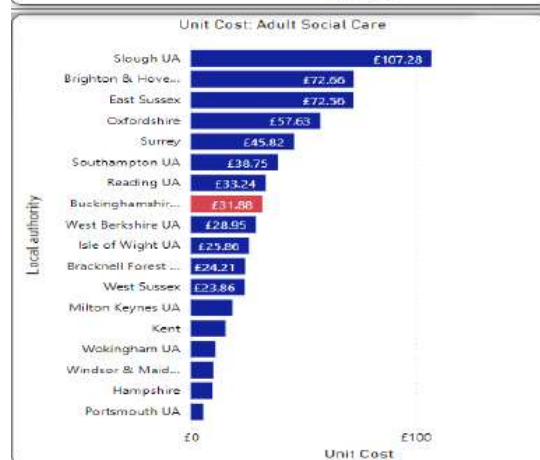 Unit Cost: Adult Social Care
Slough UA £107.28
Brighton & Hove... £72.66
East Sussex £72.56
Oxfordshire £57.63
Surrey £45.82
Southampton UA £38.75
Reading UA £33.24
Buckinghamshir... £31.88
West Berkshire UA £28.95
Isle of Wight UA £25.86
Bracknell Forest ... £24.21
West Sussex £23.86
Milton Keynes UA
Kent
Wokingham UA
Windsor & Maid...
Hampshire
Portsmouth UA
Local authority
£0 £100
Unit Cost